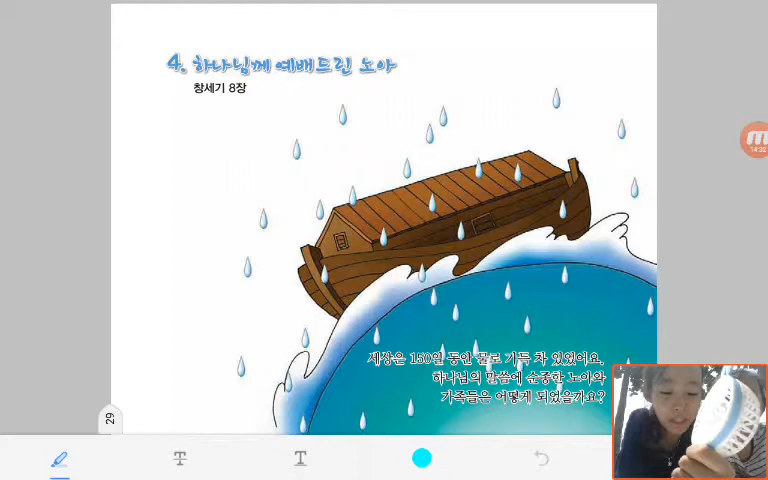 4. 하나님께 예배드린 노아
창세기 8장
세상은 150일 동안 물로 가득 차 있었어요.
하나님의 말씀에 순종한 노아와
가족들은 어떻게 되었을까요?
29
14:32
T
T